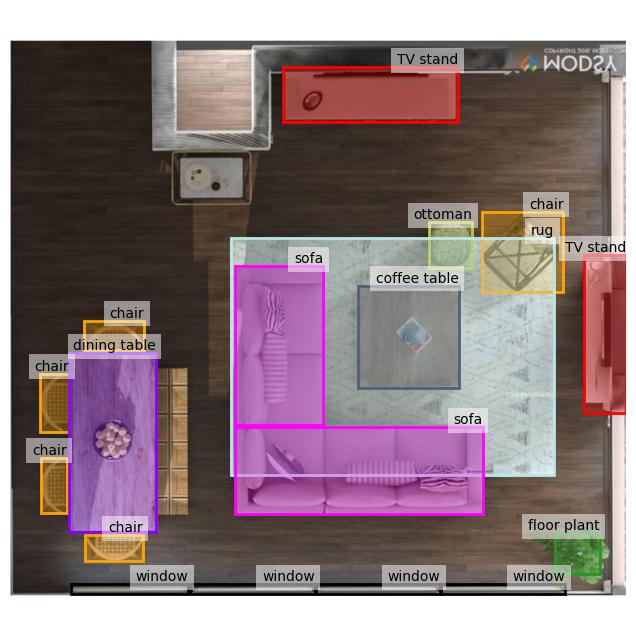 TV stand
MODSY
chair
ottoman
rug
TV stand
sofa
coffee table
chair
dining table
chair
sofa
chair
chair
floor plant
window
window
window
window